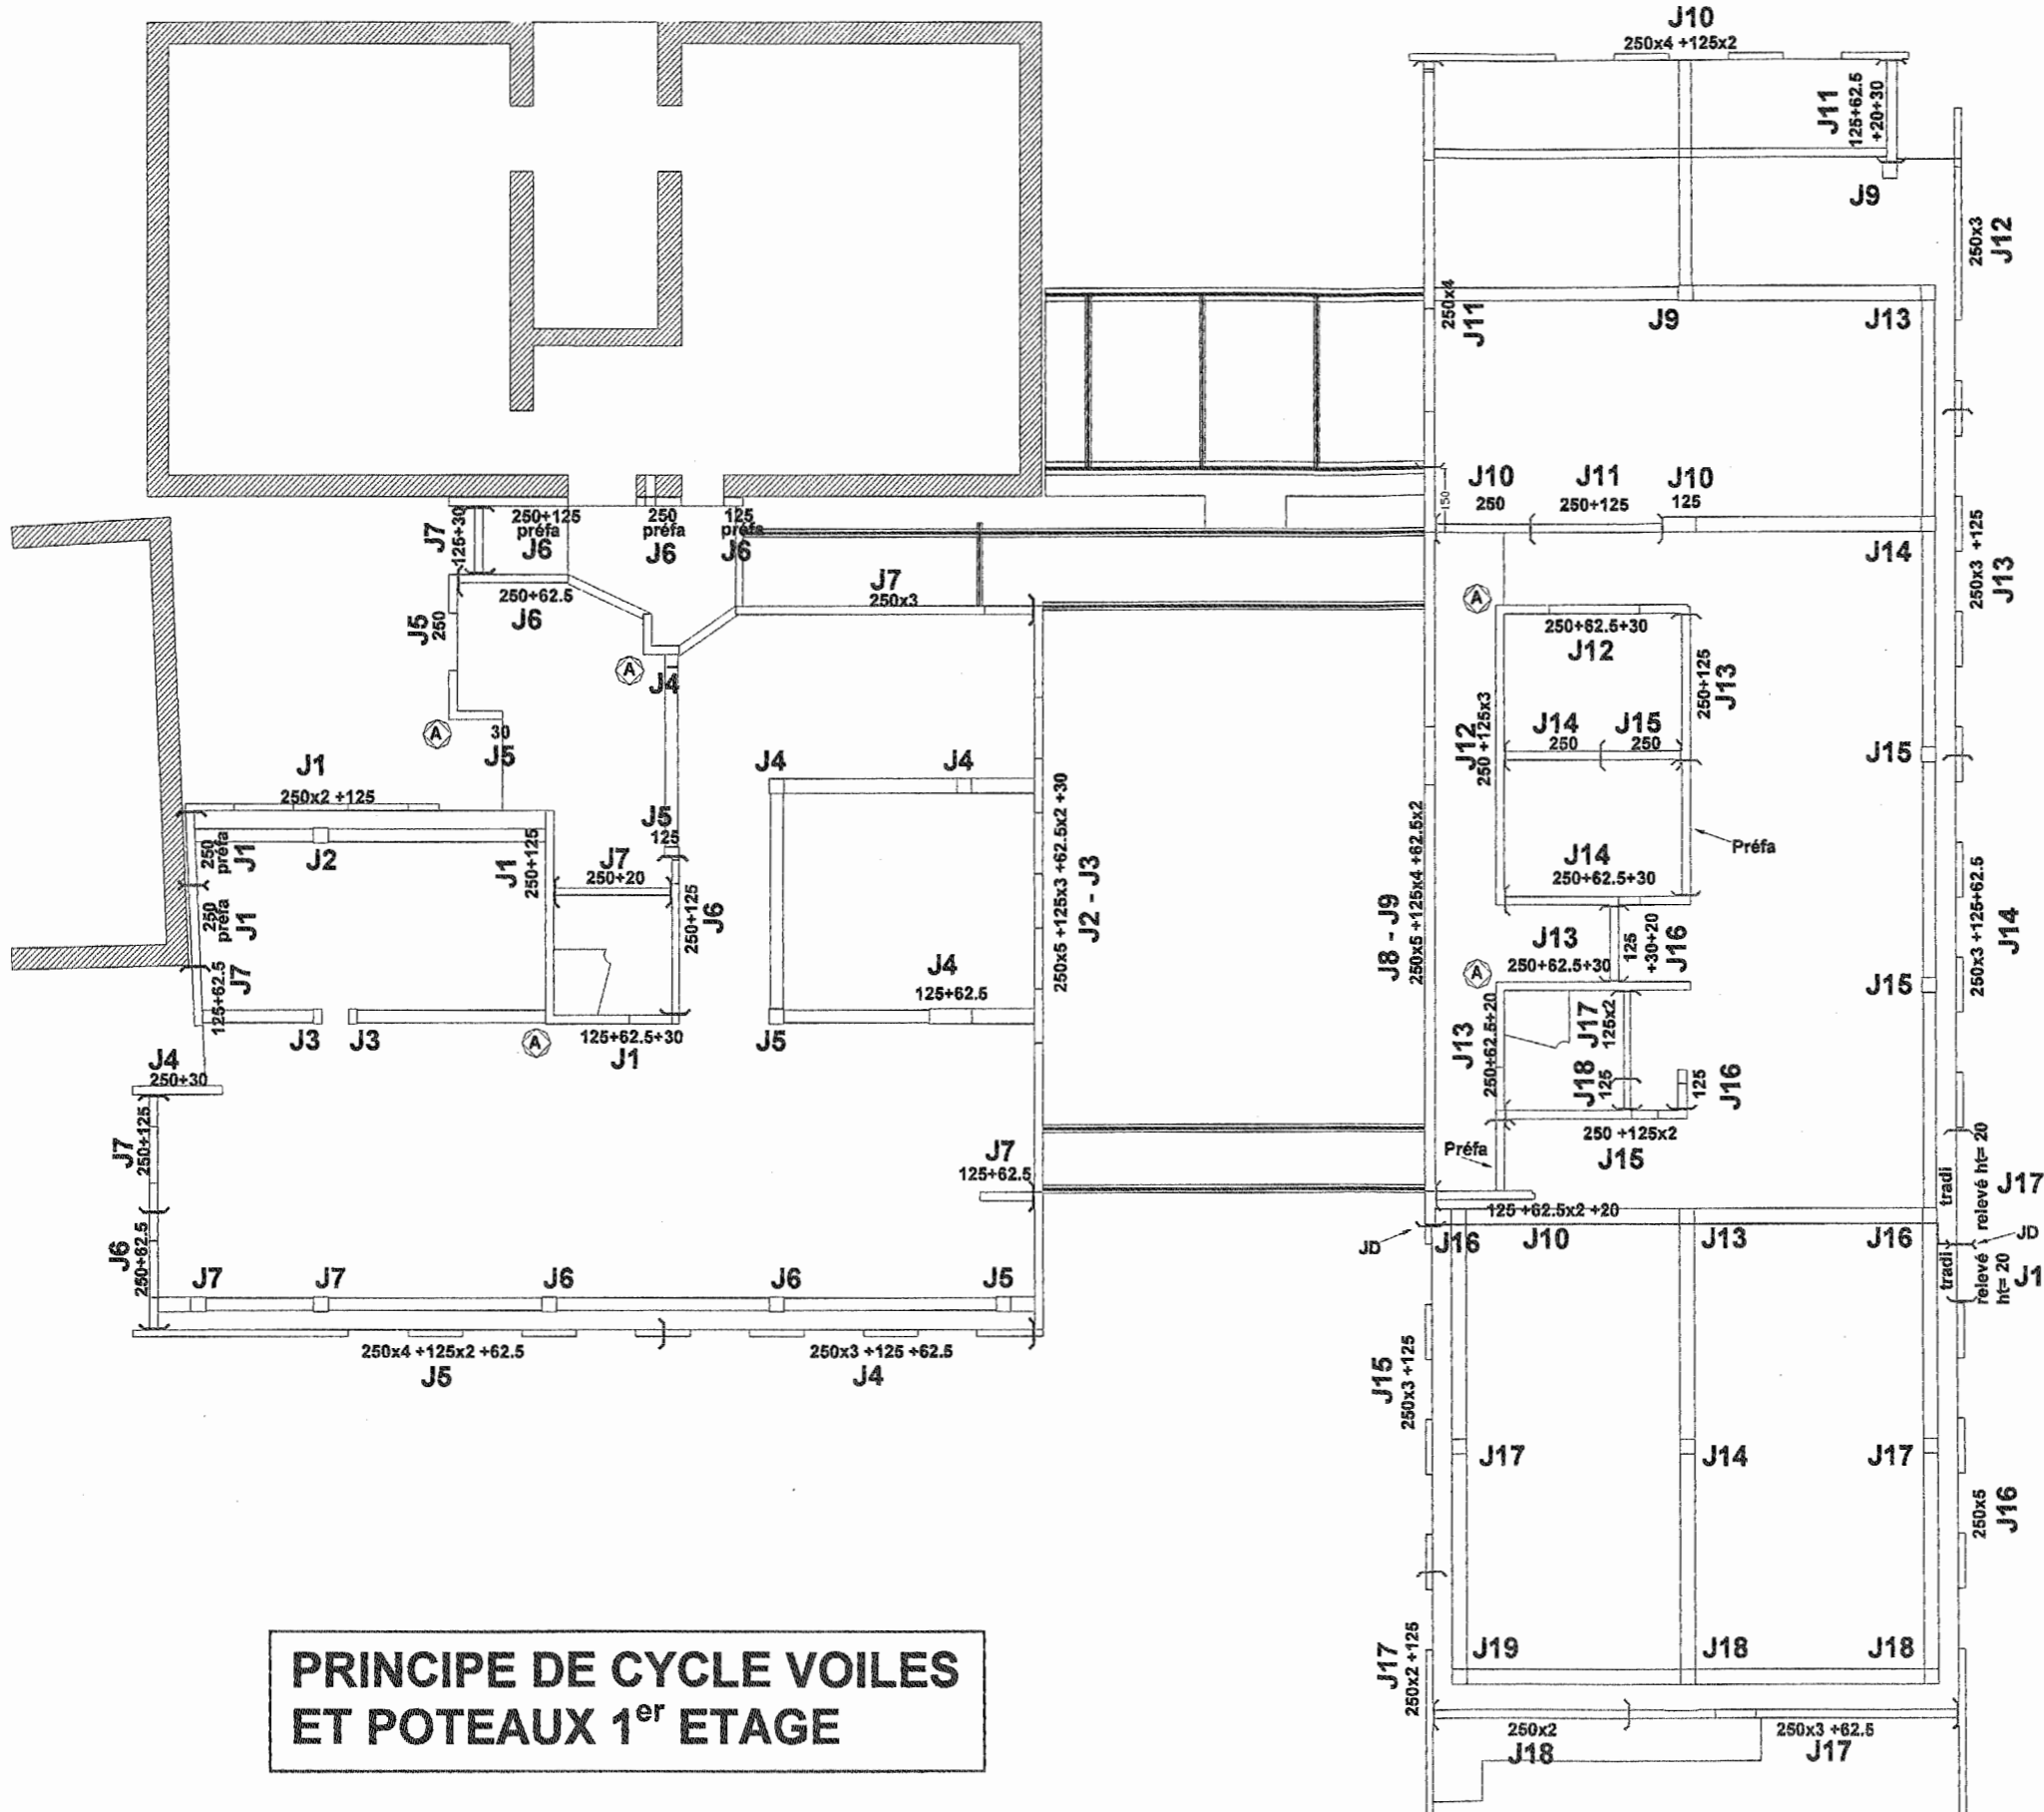 J10
250x4 +125x2
J11
125+62.5
+20+30
J9
250x3
J12
250x4
J11
J9
J13
J10
250
J11
250+125
J10
125
150
J14
250x3 +125
J13
J7
125+30
250+125
préfa
J6
250
préfa
J6
125
préfa
J6
250+62.5
J6
J7
250x3
J5
250
A
J4
A
30
J5
A
250+62.5+30
J12
250+125
J13
J12
250 +125x3
J14
250
J15
250
J15
J1
250x2 +125
J4
J4
J5
125
250
préfa
J1
J2
J1
250+125
J7
250+20
250+125
J6
250
préfa
J1
125+62.5
J7
J3
J3
A
125+62.5+30
J1
J4
125+62.5
J5
250x5 +125x3 +62.5x2 +30
J2 - J3
J8 - J9
250x5 +125x4 +62.5x2
Préfa
J14
250+62.5+30
J13
250+62.5+30
125
+30+20
J16
250x3 +125+62.5
J14
J15
A
J13
250+62.5+20
J17
125x2
J18
125
125
J16
250 +125x2
J15
Préfa
J4
250+30
J7
250+125
J6
250+62.5
J7
125+62.5
125 +62.5x2 +20
JD
J16
J10
J13
J16
tradi
relevé ht= 20
J17
JD
tradi
relevé
ht= 20
J1
J7
J7
J6
J6
J5
250x4 +125x2 +62.5
J5
250x3 +125 +62.5
J4
J15
250x3 +125
J17
J14
J17
250x5
J16
J17
250x2 +125
J19
J18
J18
250x2
J18
250x3 +62.5
J17
PRINCIPE DE CYCLE VOILES
ET POTEAUX 1er ETAGE